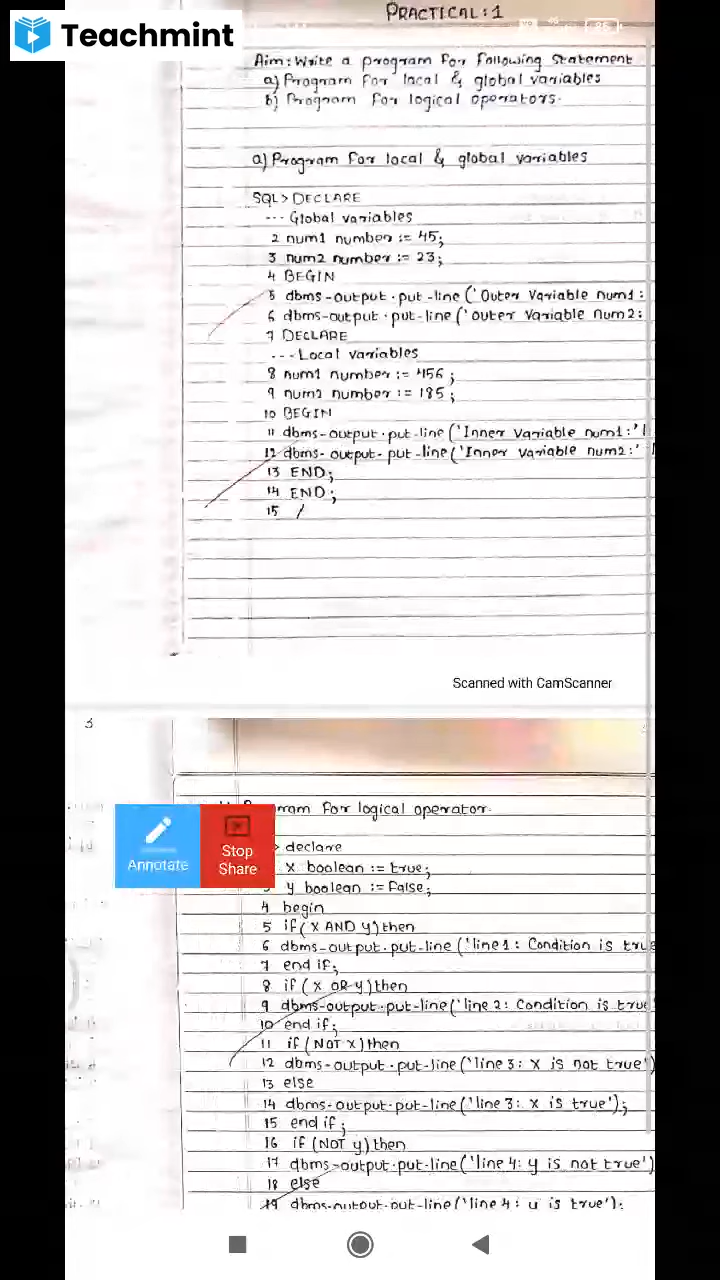 Teachmint
PRACTICAL: 1
Aim: Write a program for following statement
a) Program for local & global variables
b) Program for logical operators.
a) Program for local & global variables
SQL> DECLARE
--- Global variables
2 num1 number := 45;
3 num2 number := 23;
4 BEGIN
5 dbms-output.put-line('Outer Variable num1:
6 dbms-output.put-line('outer Variable num2:
7 DECLARE
--- Local variables
8 num1 number := 456;
9 num2 number := 185;
10 BEGIN
11 dbms-output.put-line('Inner Variable num1:'|
12 dbms-output.put-line('Inner Variable num2:'
13 END;
14 END;
15 /
Scanned with CamScanner
3
for logical operator.
> declare
x boolean := true;
y boolean := False;
4 begin
5 if(x AND y)then
6 dbms-output.put-line('line1: Condition is true
7 end if;
8 if(x OR y)then
9 dbms-output.put-line('line 2: Condition is true
10 end if;
11 if(NOT x)then
12 dbms-output.put-line('line 3: x is not true')
13 else
14 dbms-output.put-line('line 3: x is true');
15 end if;
16 if(NOT y)then
17 dbms-output.put-line('line 4: y is not true')
18 else
19 dbms-output.put-line('line 4: y is true');
Annotate
Stop
Share